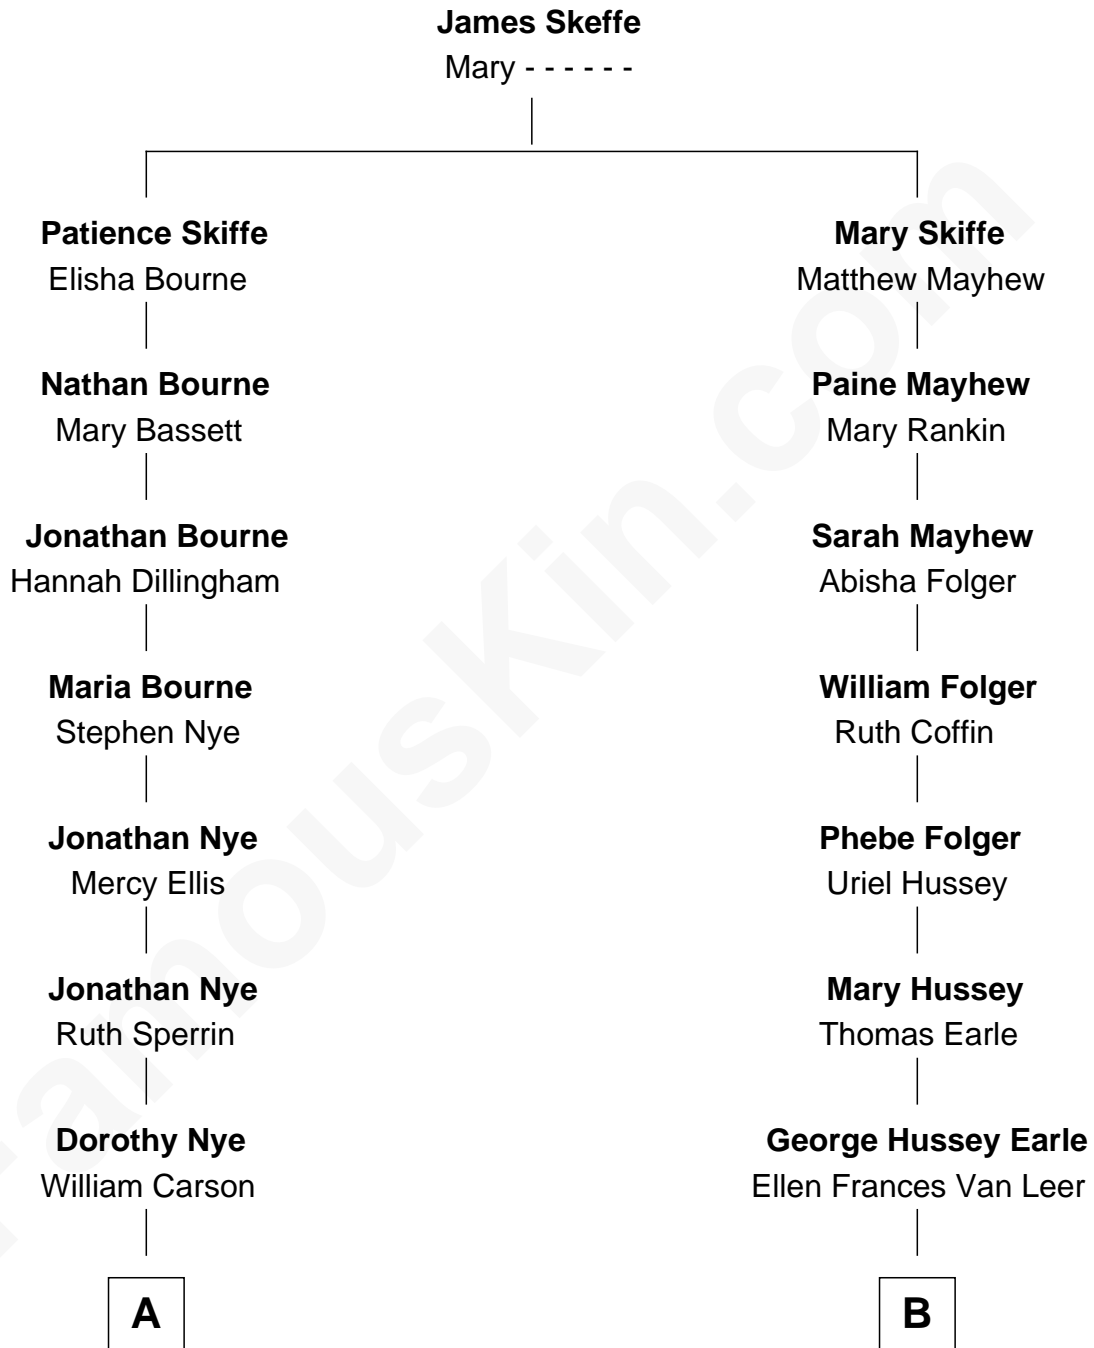 James Skeffe
Mary - - - - - -
Patience Skiffe
Elisha Bourne
Mary Skiffe
Matthew Mayhew
Nathan Bourne
Mary Bassett
Paine Mayhew
Mary Rankin
Jonathan Bourne
Hannah Dillingham
Sarah Mayhew
Abisha Folger
Maria Bourne
Stephen Nye
William Folger
Ruth Coffin
Jonathan Nye
Mercy Ellis
Phebe Folger
Uriel Hussey
Jonathan Nye
Ruth Sperrin
Mary Hussey
Thomas Earle
Dorothy Nye
William Carson
George Hussey Earle
Ellen Frances Van Leer
A
B
FamousKin.com